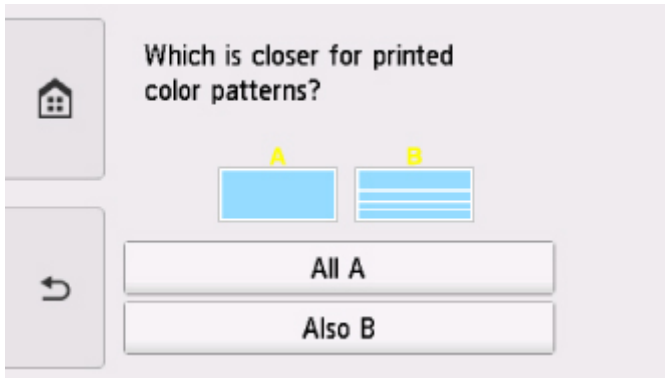 Which is closer for printed
color patterns?
A B
All A
Also B